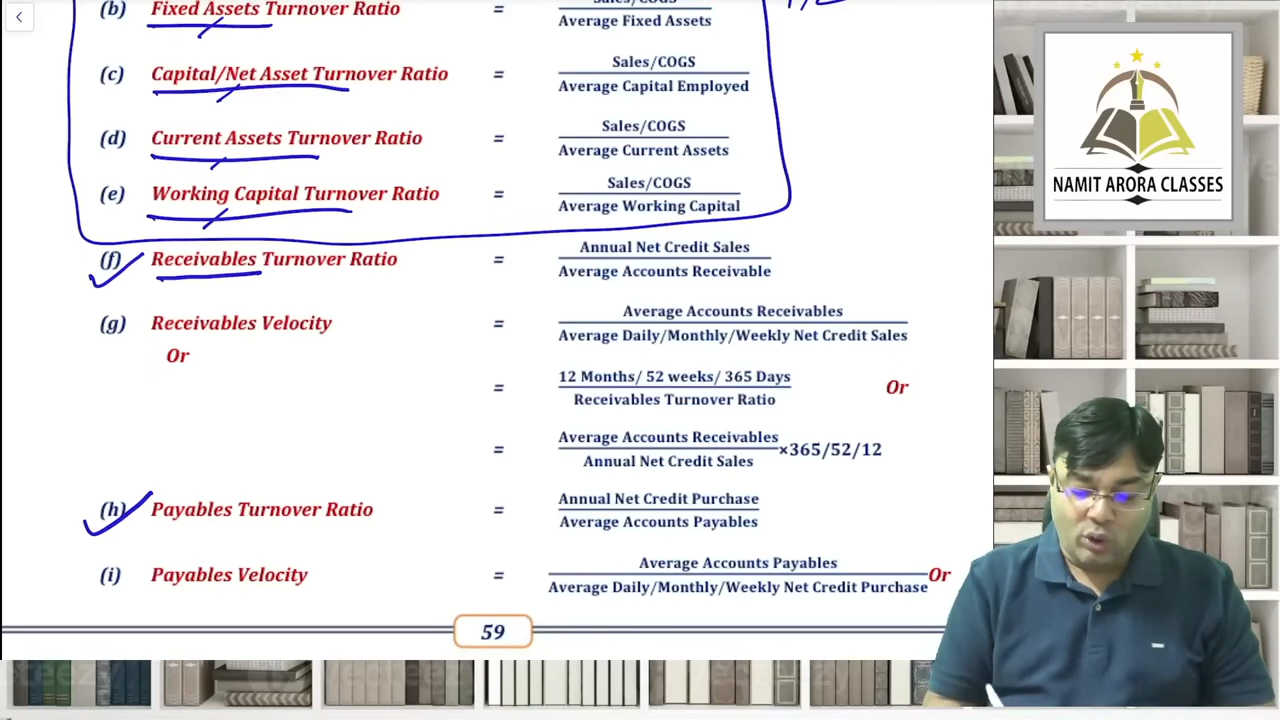 (b) Fixed Assets Turnover Ratio = Sales/COGS
Average Fixed Assets
(c) Capital/Net Asset Turnover Ratio = Sales/COGS
Average Capital Employed
(d) Current Assets Turnover Ratio = Sales/COGS
Average Current Assets
(e) Working Capital Turnover Ratio = Sales/COGS
Average Working Capital
(f) Receivables Turnover Ratio = Annual Net Credit Sales
Average Accounts Receivable
(g) Receivables Velocity = Average Accounts Receivables
Average Daily/Monthly/Weekly Net Credit Sales
Or
= 12 Months/ 52 weeks/ 365 Days Or
Receivables Turnover Ratio
= Average Accounts Receivables ×365/52/12
Annual Net Credit Sales
(h) Payables Turnover Ratio = Annual Net Credit Purchase
Average Accounts Payables
(i) Payables Velocity = Average Accounts Payables Or
Average Daily/Monthly/Weekly Net Credit Purchase
59
NAMIT ARORA CLASSES